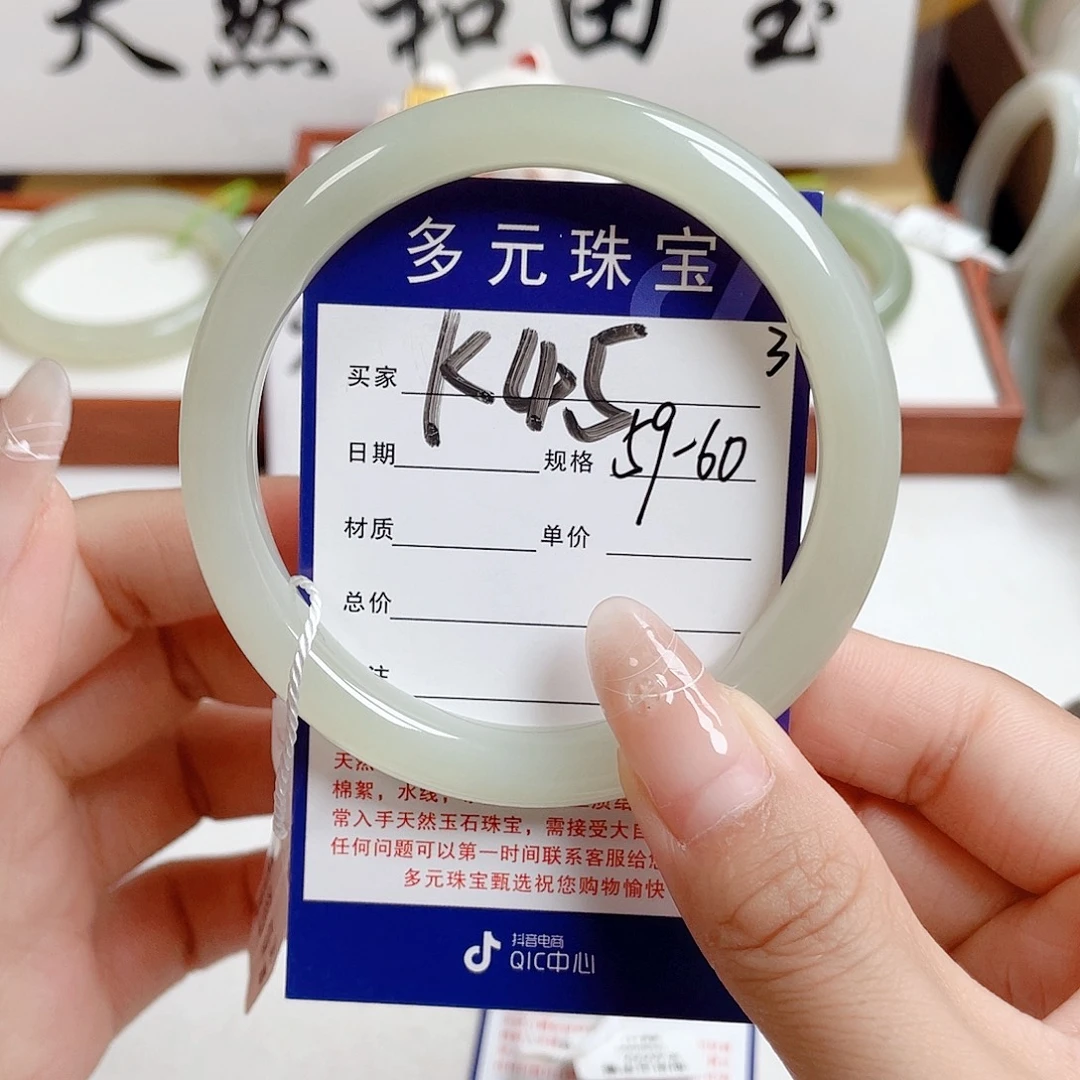 天然和田玉
多元珠宝
3
买家 K45
日期 规格 59-60
材质 单价
总价
注
天然
棉絮，水线，
常入手天然玉石珠宝，需接受大自
任何问题可以第一时间联系客服给您
多元珠宝甄选祝您购物愉快
抖音电商
QIC中心